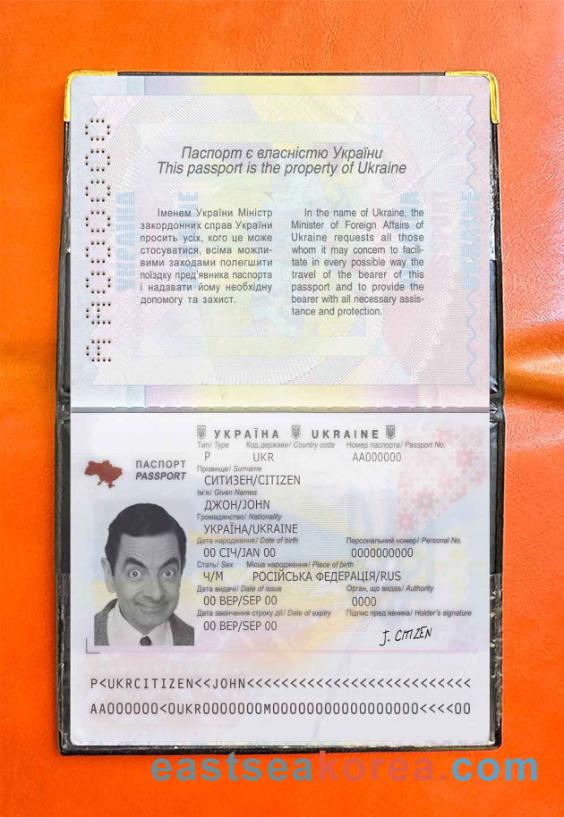 Паспорт є власністю України
This passport is the property of Ukraine
Іменем України Міністр
закордонних справ України
просить усіх, кого це може
стосуватися, всіма можли-
вими заходами полегшити
поїздку пред'явника паспорта
і надавати йому необхідну
допомогу та захист.
In the name of Ukraine, the
Minister of Foreign Affairs of
Ukraine requests all those
whom it may concern to facili-
tate in every possible way the
travel of the bearer of this
passport and to provide the
bearer with all necessary assis-
tance and protection.
AA000000
УКРАЇНА UKRAINE
ПАСПОРТ
PASSPORT
Тип/ Type Код держави/ Country code Номер паспорта/ Passport No.
P UKR AA000000
Прізвище/ Surname
СИТИЗЕН/CITIZEN
Ім'я/ Given Names
ДЖОН/JOHN
Громадянство/ Nationality
УКРАЇНА/UKRAINE
Дата народження/ Date of birth Персональний номер/ Personal No.
00 СІЧ/JAN 00 0000000000
Стать/ Sex Місце народження/ Place of birth
Ч/M РОСІЙСЬКА ФЕДЕРАЦІЯ/RUS
Дата видачі/ Date of issue Орган, що видав/ Authority
00 ВЕР/SEP 00 0000
Дата закінчення строку дії/ Date of expiry Підпис пред'явника/ Holder's signature
00 ВЕР/SEP 00
J. CITIZEN
P<UKRCITIZEN<<JOHN<<<<<<<<<<<<<<<<<<<<<<<<<<
AA000000<0UKR0000000M00000000000000000<<<<00
eastseakorea.com